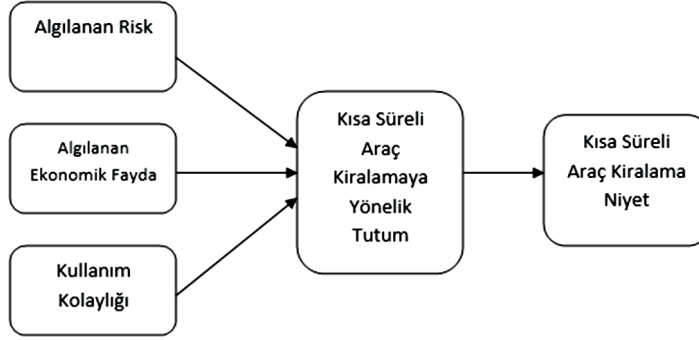 Algılanan Risk
Algılanan
Ekonomik Fayda
Kullanım
Kolaylığı
Kısa Süreli
Araç
Kiralamaya
Yönelik
Tutum
Kısa Süreli
Araç Kiralama
Niyet